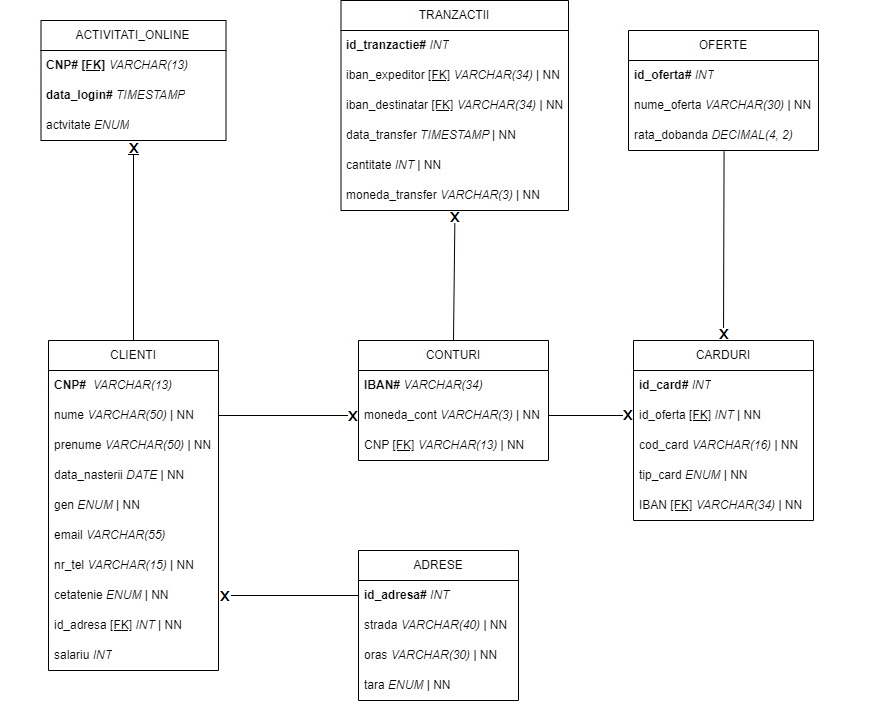 ACTIVITATI_ONLINE
CNP# [FK] VARCHAR(13)
data_login# TIMESTAMP
actvitate ENUM
X
TRANZACTII
id_tranzactie# INT
iban_expeditor [FK] VARCHAR(34) | NN
iban_destinatar [FK] VARCHAR(34) | NN
data_transfer TIMESTAMP | NN
cantitate INT | NN
moneda_transfer VARCHAR(3) | NN
X
OFERTE
id_oferta# INT
nume_oferta VARCHAR(30) | NN
rata_dobanda DECIMAL(4, 2)
X
CLIENTI
CNP# VARCHAR(13)
nume VARCHAR(50) | NN
prenume VARCHAR(50) | NN
data_nasterii DATE | NN
gen ENUM | NN
email VARCHAR(55)
nr_tel VARCHAR(15) | NN
cetatenie ENUM | NN
id_adresa [FK] INT | NN
salariu INT
X
CONTURI
IBAN# VARCHAR(34)
moneda_cont VARCHAR(3) | NN
CNP [FK] VARCHAR(13) | NN
X
CARDURI
id_card# INT
id_oferta [FK] INT | NN
cod_card VARCHAR(16) | NN
tip_card ENUM | NN
IBAN [FK] VARCHAR(34) | NN
X
ADRESE
id_adresa# INT
strada VARCHAR(40) | NN
oras VARCHAR(30) | NN
tara ENUM | NN